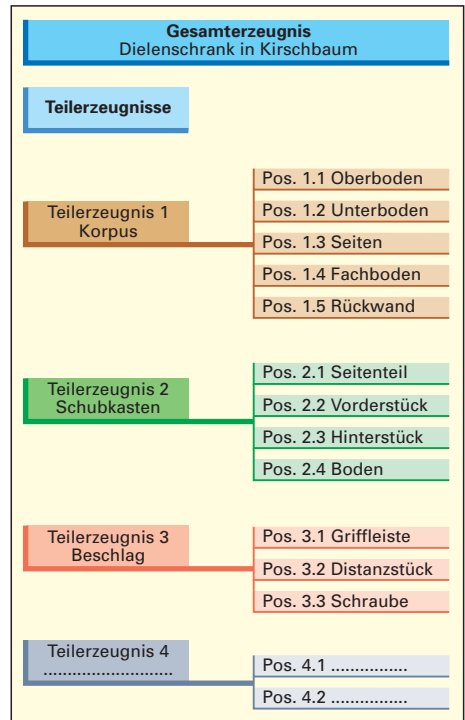 Gesamterzeugnis
Dielenschrank in Kirschbaum
Teilerzeugnisse
Teilerzeugnis 1
Korpus
Pos. 1.1 Oberboden
Pos. 1.2 Unterboden
Pos. 1.3 Seiten
Pos. 1.4 Fachboden
Pos. 1.5 Rückwand
Teilerzeugnis 2
Schubkasten
Pos. 2.1 Seitenteil
Pos. 2.2 Vorderstück
Pos. 2.3 Hinterstück
Pos. 2.4 Boden
Teilerzeugnis 3
Beschlag
Pos. 3.1 Griffleiste
Pos. 3.2 Distanzstück
Pos. 3.3 Schraube
Teilerzeugnis 4
..........................
Pos. 4.1 ................
Pos. 4.2 ................